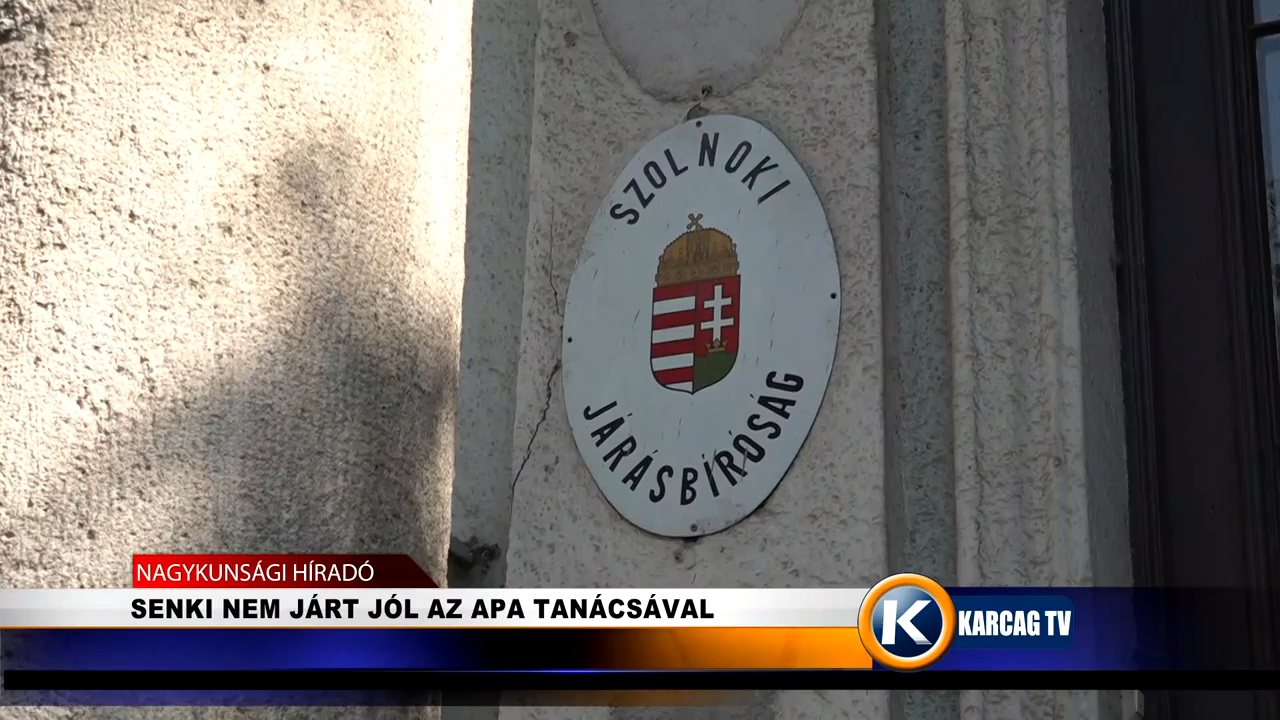 SZOLNOKI
JÁRÁSBÍRÓSÁG
NAGYKUNSÁGI HÍRADÓ
SENKI NEM JÁRT JÓL AZ APA TANÁCSÁVAL
K KARCAG TV